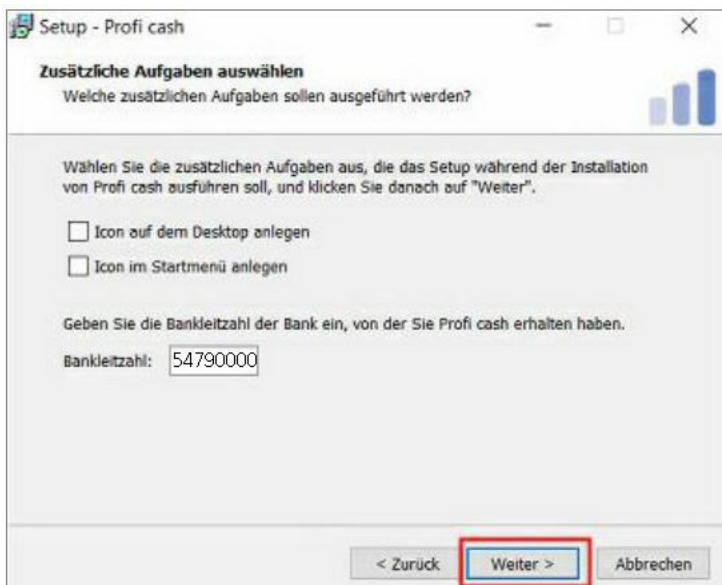 Setup - Profi cash
Zusätzliche Aufgaben auswählen
Welche zusätzlichen Aufgaben sollen ausgeführt werden?
Wählen Sie die zusätzlichen Aufgaben aus, die das Setup während der Installation
von Profi cash ausführen soll, und klicken Sie danach auf "Weiter".
Icon auf dem Desktop anlegen
Icon im Startmenü anlegen
Geben Sie die Bankleitzahl der Bank ein, von der Sie Profi cash erhalten haben.
Bankleitzahl: 54790000
< Zurück Weiter > Abbrechen